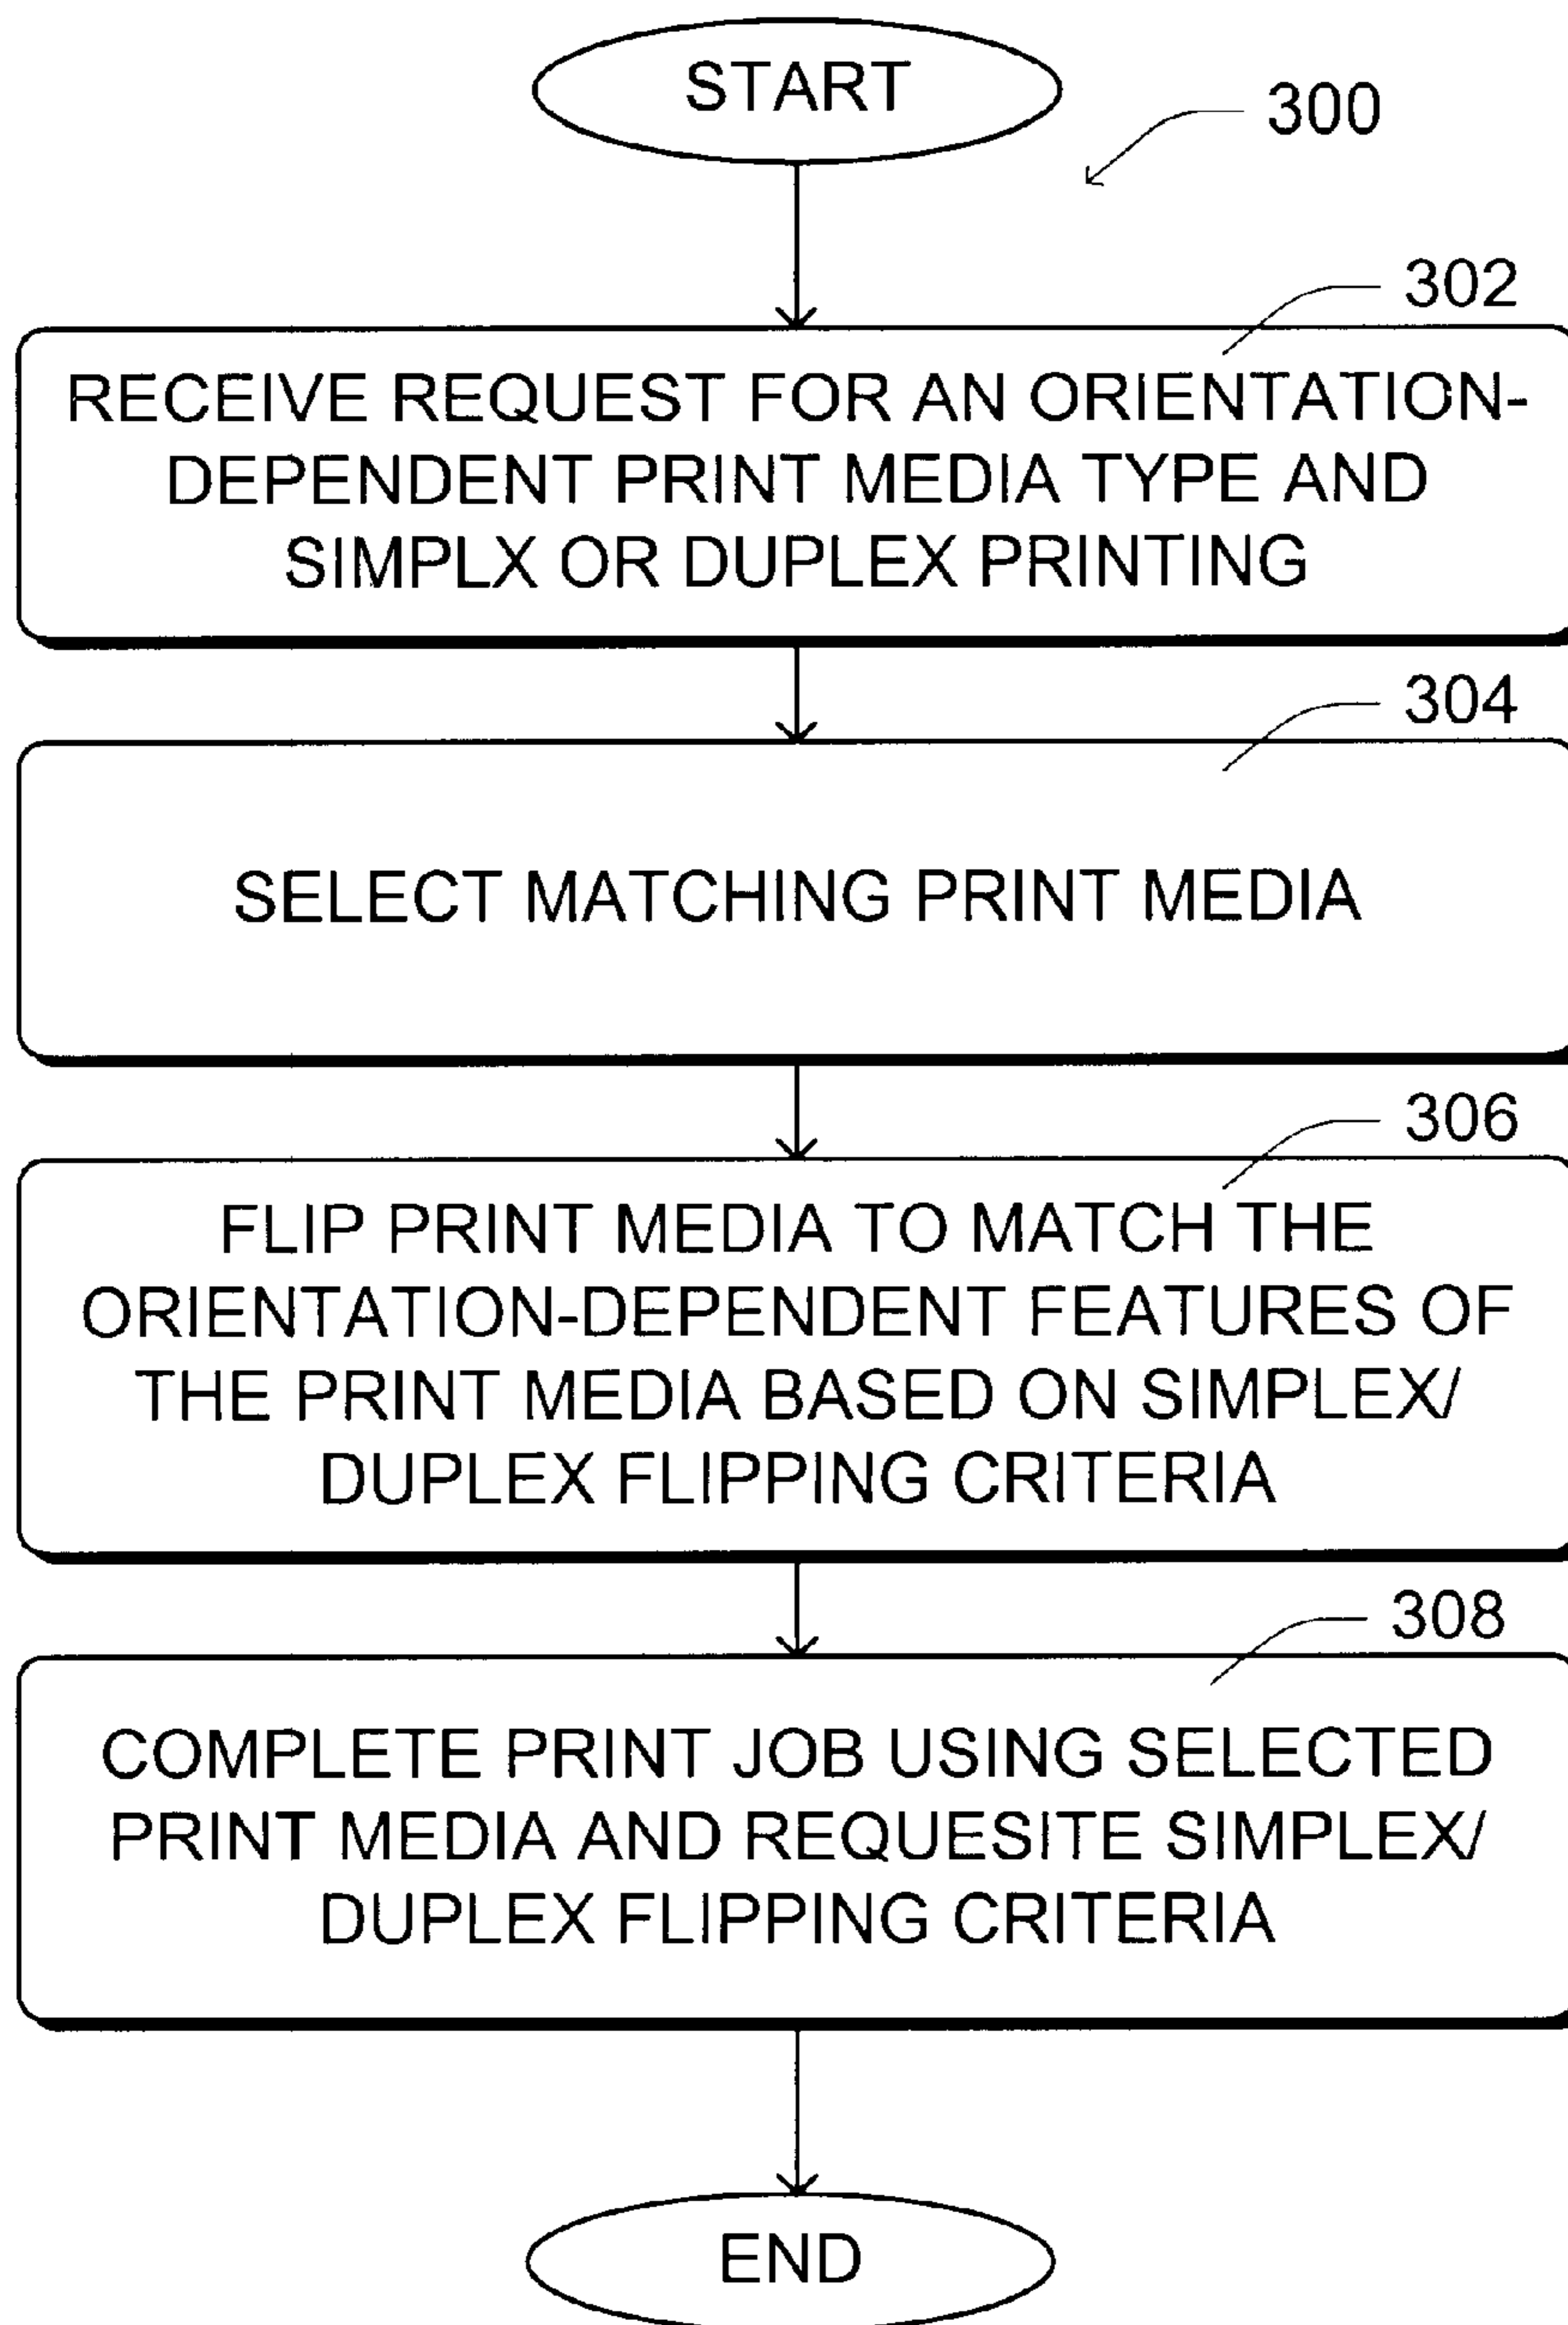 START
300
302
RECEIVE REQUEST FOR AN ORIENTATION-
DEPENDENT PRINT MEDIA TYPE AND
SIMPLX OR DUPLEX PRINTING
304
SELECT MATCHING PRINT MEDIA
306
FLIP PRINT MEDIA TO MATCH THE
ORIENTATION-DEPENDENT FEATURES OF
THE PRINT MEDIA BASED ON SIMPLEX/
DUPLEX FLIPPING CRITERIA
308
COMPLETE PRINT JOB USING SELECTED
PRINT MEDIA AND REQUESITE SIMPLEX/
DUPLEX FLIPPING CRITERIA
END